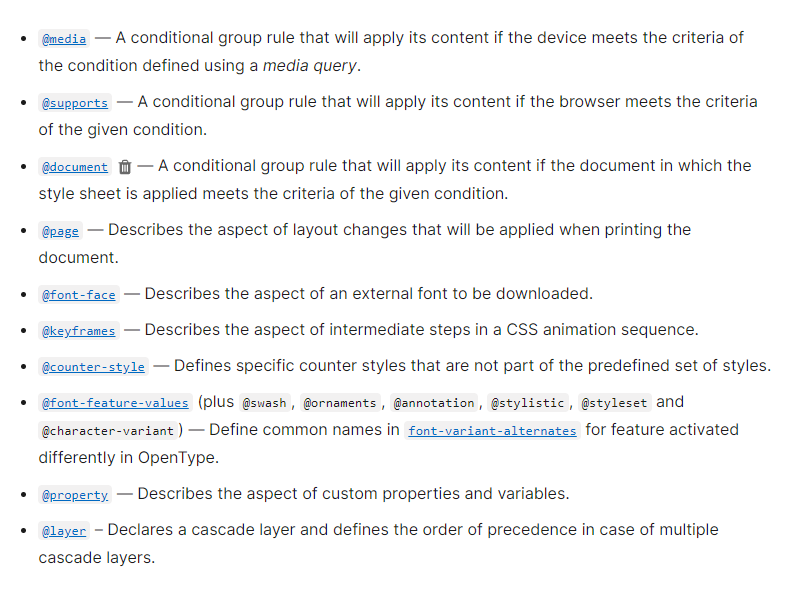 • @media — A conditional group rule that will apply its content if the device meets the criteria of
the condition defined using a media query.
• @supports — A conditional group rule that will apply its content if the browser meets the criteria
of the given condition.
• @document — A conditional group rule that will apply its content if the document in which the
style sheet is applied meets the criteria of the given condition.
• @page — Describes the aspect of layout changes that will be applied when printing the
document.
• @font-face — Describes the aspect of an external font to be downloaded.
• @keyframes — Describes the aspect of intermediate steps in a CSS animation sequence.
• @counter-style — Defines specific counter styles that are not part of the predefined set of styles.
• @font-feature-values (plus @swash, @ornaments, @annotation, @stylistic, @styleset and
@character-variant) — Define common names in font-variant-alternates for feature activated
differently in OpenType.
• @property — Describes the aspect of custom properties and variables.
• @layer – Declares a cascade layer and defines the order of precedence in case of multiple
cascade layers.